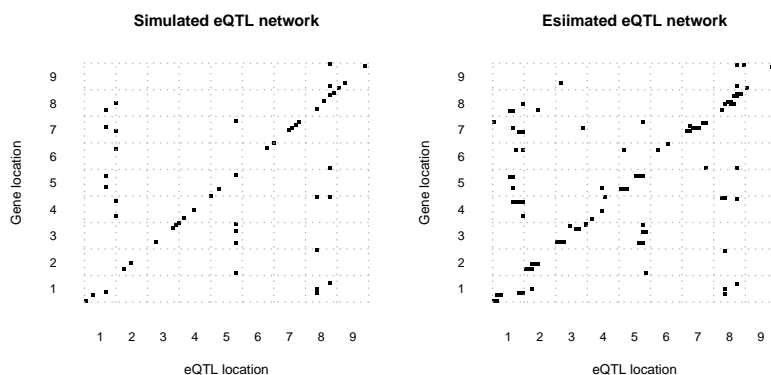 Simulated eQTL network
Gene location
9
8
7
6
5
4
3
2
1
1 2 3 4 5 6 7 8 9
eQTL location
Esiimated eQTL network
Gene location
9
8
7
6
5
4
3
2
1
1 2 3 4 5 6 7 8 9
eQTL location